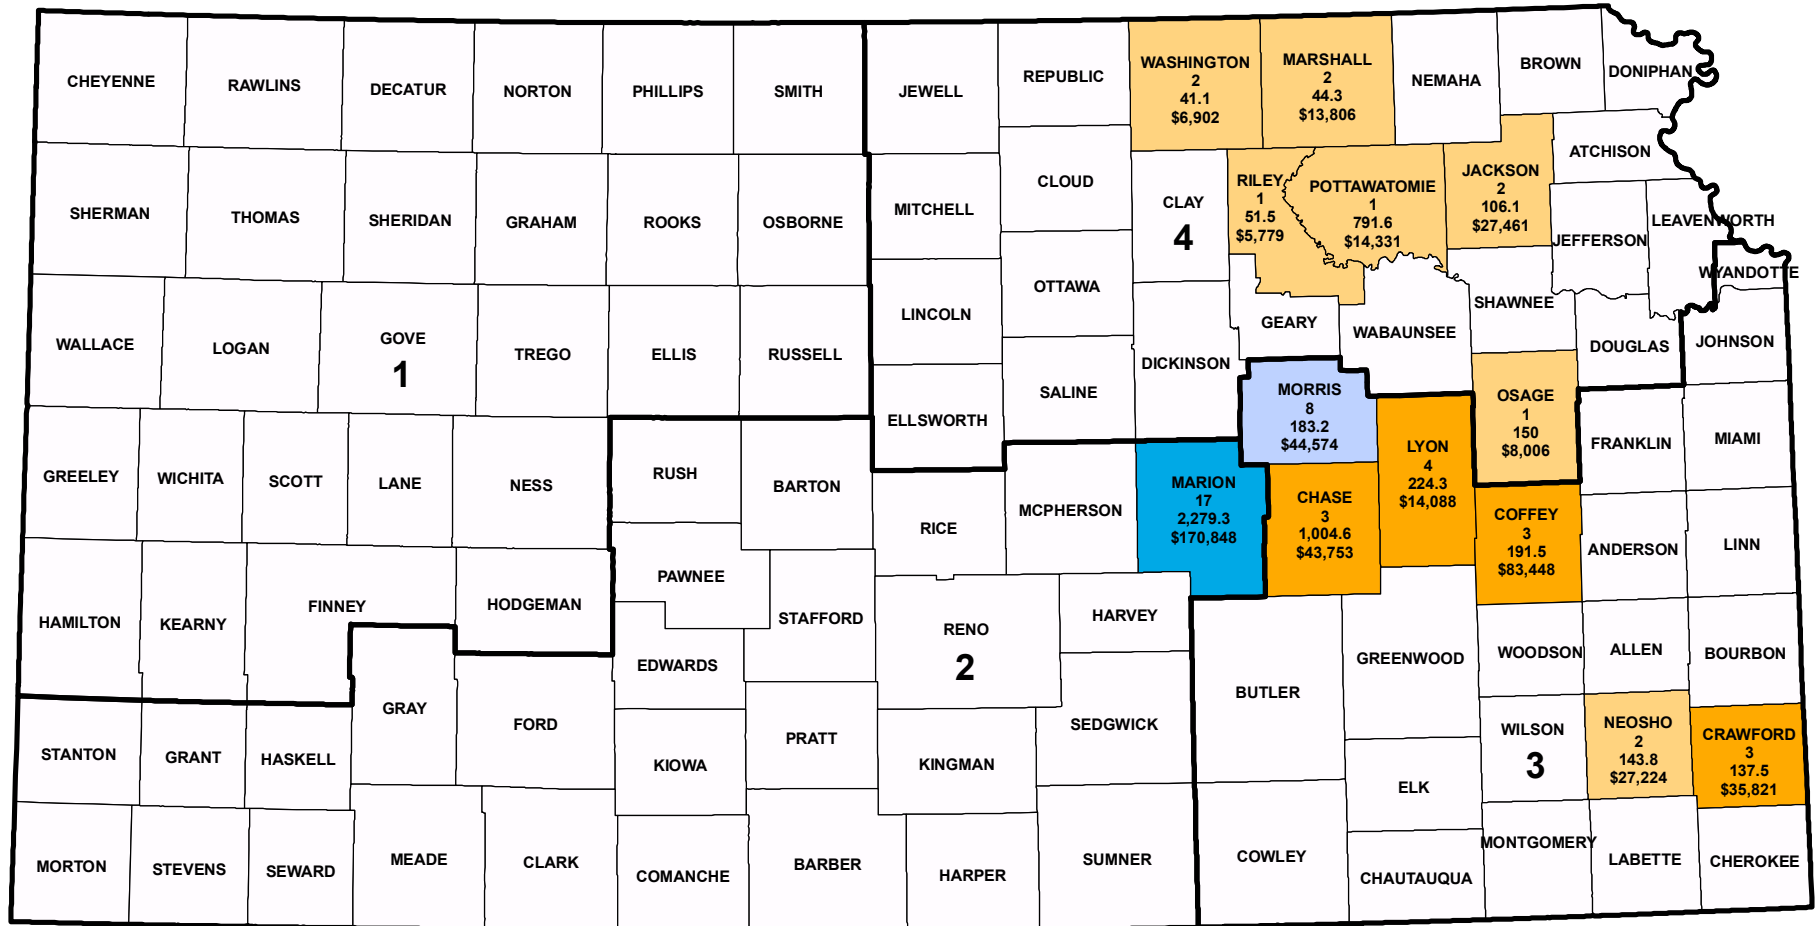 CHEYENNE
RAWLINS
DECATUR
NORTON
PHILLIPS
SMITH
JEWELL
REPUBLIC
WASHINGTON
2
41.1
$6,902
MARSHALL
2
44.3
$13,806
NEMAHA
BROWN
DONIPHAN
SHERMAN
THOMAS
SHERIDAN
GRAHAM
ROOKS
OSBORNE
MITCHELL
CLOUD
CLAY
4
RILEY
1
51.5
$5,779
POTTAWATOMIE
1
791.6
$14,331
JACKSON
2
106.1
$27,461
ATCHISON
JEFFERSON
LEAVENWORTH
WYANDOTTE
WALLACE
LOGAN
GOVE
1
TREGO
ELLIS
RUSSELL
LINCOLN
OTTAWA
DICKINSON
GEARY
WABAUNSEE
SHAWNEE
DOUGLAS
JOHNSON
ELLSWORTH
SALINE
MORRIS
8
183.2
$44,574
LYON
4
224.3
$14,088
OSAGE
1
150
$8,006
FRANKLIN
MIAMI
GREELEY
WICHITA
SCOTT
LANE
NESS
RUSH
BARTON
RICE
MCPHERSON
MARION
17
2,279.3
$170,848
CHASE
3
1,004.6
$43,753
COFFEY
3
191.5
$83,448
ANDERSON
LINN
HAMILTON
KEARNY
FINNEY
HODGEMAN
PAWNEE
STAFFORD
EDWARDS
RENO
2
HARVEY
BUTLER
GREENWOOD
WOODSON
ALLEN
BOURBON
STANTON
GRANT
HASKELL
GRAY
FORD
KIOWA
PRATT
KINGMAN
SEDGWICK
ELK
WILSON
3
NEOSHO
2
143.8
$27,224
CRAWFORD
3
137.5
$35,821
MORTON
STEVENS
SEWARD
MEADE
CLARK
COMANCHE
BARBER
HARPER
SUMNER
COWLEY
CHAUTAUQUA
MONTGOMERY
LABETTE
CHEROKEE